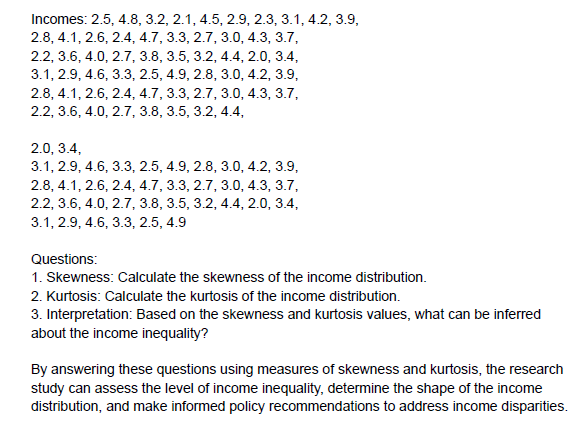 Incomes: 2.5, 4.8, 3.2, 2.1, 4.5, 2.9, 2.3, 3.1, 4.2, 3.9,
2.8, 4.1, 2.6, 2.4, 4.7, 3.3, 2.7, 3.0, 4.3, 3.7,
2.2, 3.6, 4.0, 2.7, 3.8, 3.5, 3.2, 4.4, 2.0, 3.4,
3.1, 2.9, 4.6, 3.3, 2.5, 4.9, 2.8, 3.0, 4.2, 3.9,
2.8, 4.1, 2.6, 2.4, 4.7, 3.3, 2.7, 3.0, 4.3, 3.7,
2.2, 3.6, 4.0, 2.7, 3.8, 3.5, 3.2, 4.4,
2.0, 3.4,
3.1, 2.9, 4.6, 3.3, 2.5, 4.9, 2.8, 3.0, 4.2, 3.9,
2.8, 4.1, 2.6, 2.4, 4.7, 3.3, 2.7, 3.0, 4.3, 3.7,
2.2, 3.6, 4.0, 2.7, 3.8, 3.5, 3.2, 4.4, 2.0, 3.4,
3.1, 2.9, 4.6, 3.3, 2.5, 4.9
Questions:
1. Skewness: Calculate the skewness of the income distribution.
2. Kurtosis: Calculate the kurtosis of the income distribution.
3. Interpretation: Based on the skewness and kurtosis values, what can be inferred
about the income inequality?
By answering these questions using measures of skewness and kurtosis, the research
study can assess the level of income inequality, determine the shape of the income
distribution, and make informed policy recommendations to address income disparities.